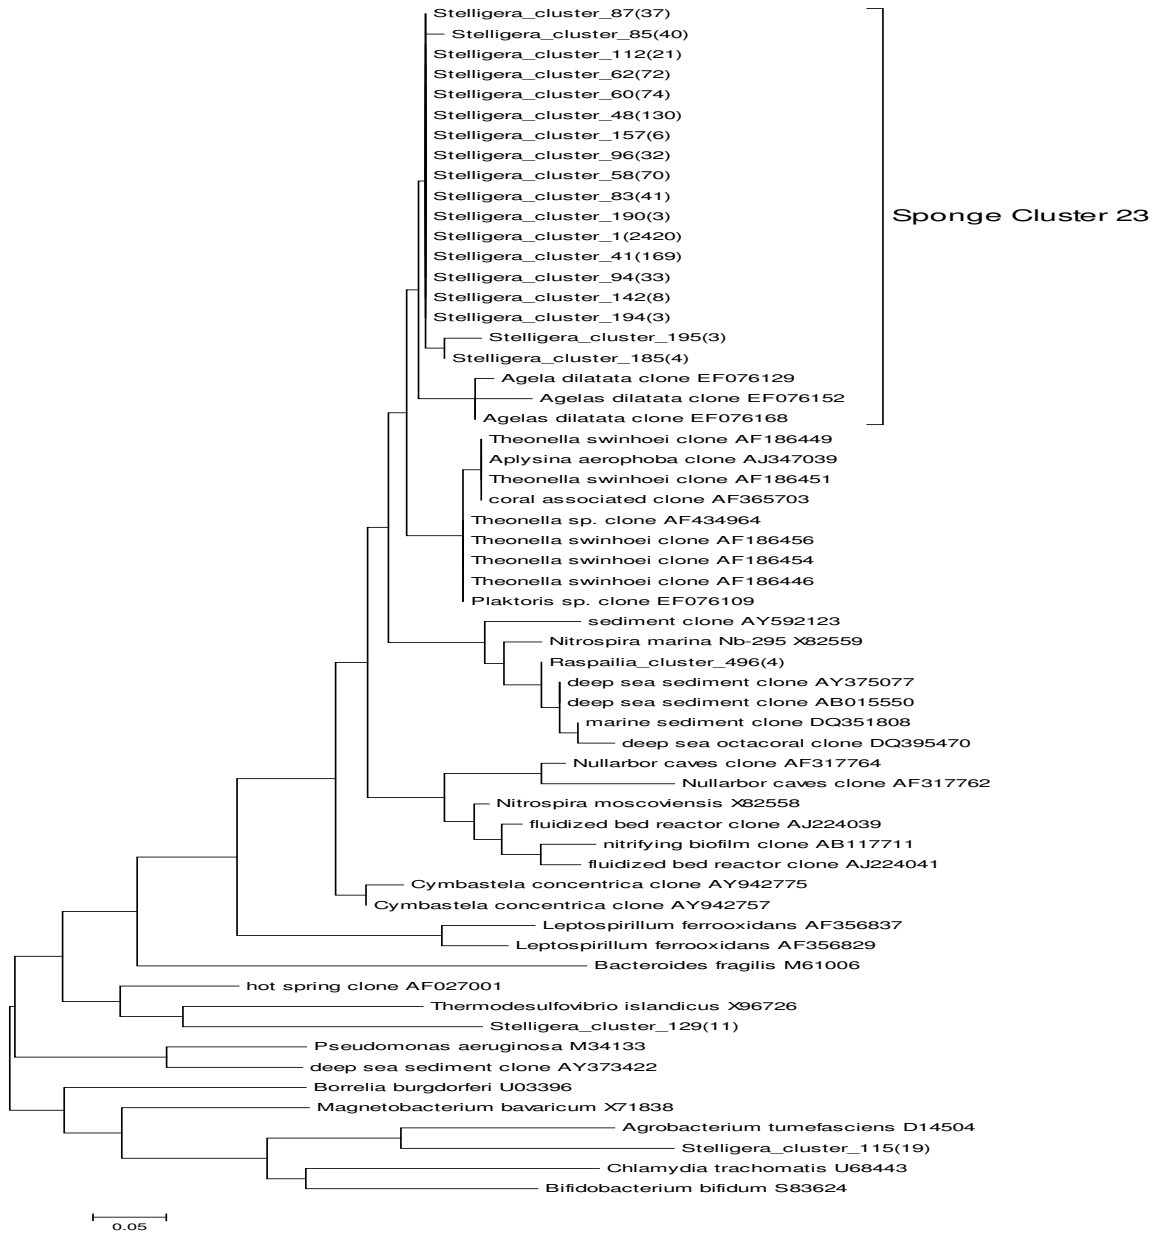 Stelligera_cluster_87(37)
Stelligera_cluster_85(40)
Stelligera_cluster_112(21)
Stelligera_cluster_62(72)
Stelligera_cluster_60(74)
Stelligera_cluster_48(130)
Stelligera_cluster_157(6)
Stelligera_cluster_96(32)
Stelligera_cluster_58(70)
Stelligera_cluster_83(41)
Stelligera_cluster_190(3)
Sponge Cluster 23
Stelligera_cluster_1(2420)
Stelligera_cluster_41(169)
Stelligera_cluster_94(33)
Stelligera_cluster_142(8)
Stelligera_cluster_194(3)
Stelligera_cluster_195(3)
Stelligera_cluster_185(4)
Agela dilatata clone EF076129
Agelas dilatata clone EF076152
Agelas dilatata clone EF076168
Theonella swinhoei clone AF186449
Aplysina aerophoba clone AJ347039
Theonella swinhoei clone AF186451
coral associated clone AF365703
Theonella sp. clone AF434964
Theonella swinhoei clone AF186456
Theonella swinhoei clone AF186454
Theonella swinhoei clone AF186446
Plaktoris sp. clone EF076109
sediment clone AY592123
Nitrospira marina Nb-295 X82559
Raspailia_cluster_496(4)
deep sea sediment clone AY375077
deep sea sediment clone AB015550
marine sediment clone DQ351808
deep sea octacoral clone DQ395470
Nullarbor caves clone AF317764
Nullarbor caves clone AF317762
Nitrospira moscoviensis X82558
fluidized bed reactor clone AJ224039
nitrifying biofilm clone AB117711
fluidized bed reactor clone AJ224041
Cymbastela concentrica clone AY942775
Cymbastela concentrica clone AY942757
Leptospirillum ferrooxidans AF356837
Leptospirillum ferrooxidans AF356829
Bacteroides fragilis M61006
hot spring clone AF027001
Thermodesulfovibrio islandicus X96726
Stelligera_cluster_129(11)
Pseudomonas aeruginosa M34133
deep sea sediment clone AY373422
Borrelia burgdorferi U03396
Magnetobacterium bavaricum X71838
Agrobacterium tumefasciens D14504
Stelligera_cluster_115(19)
Chlamydia trachomatis U68443
Bifidobacterium bifidum S83624
0.05